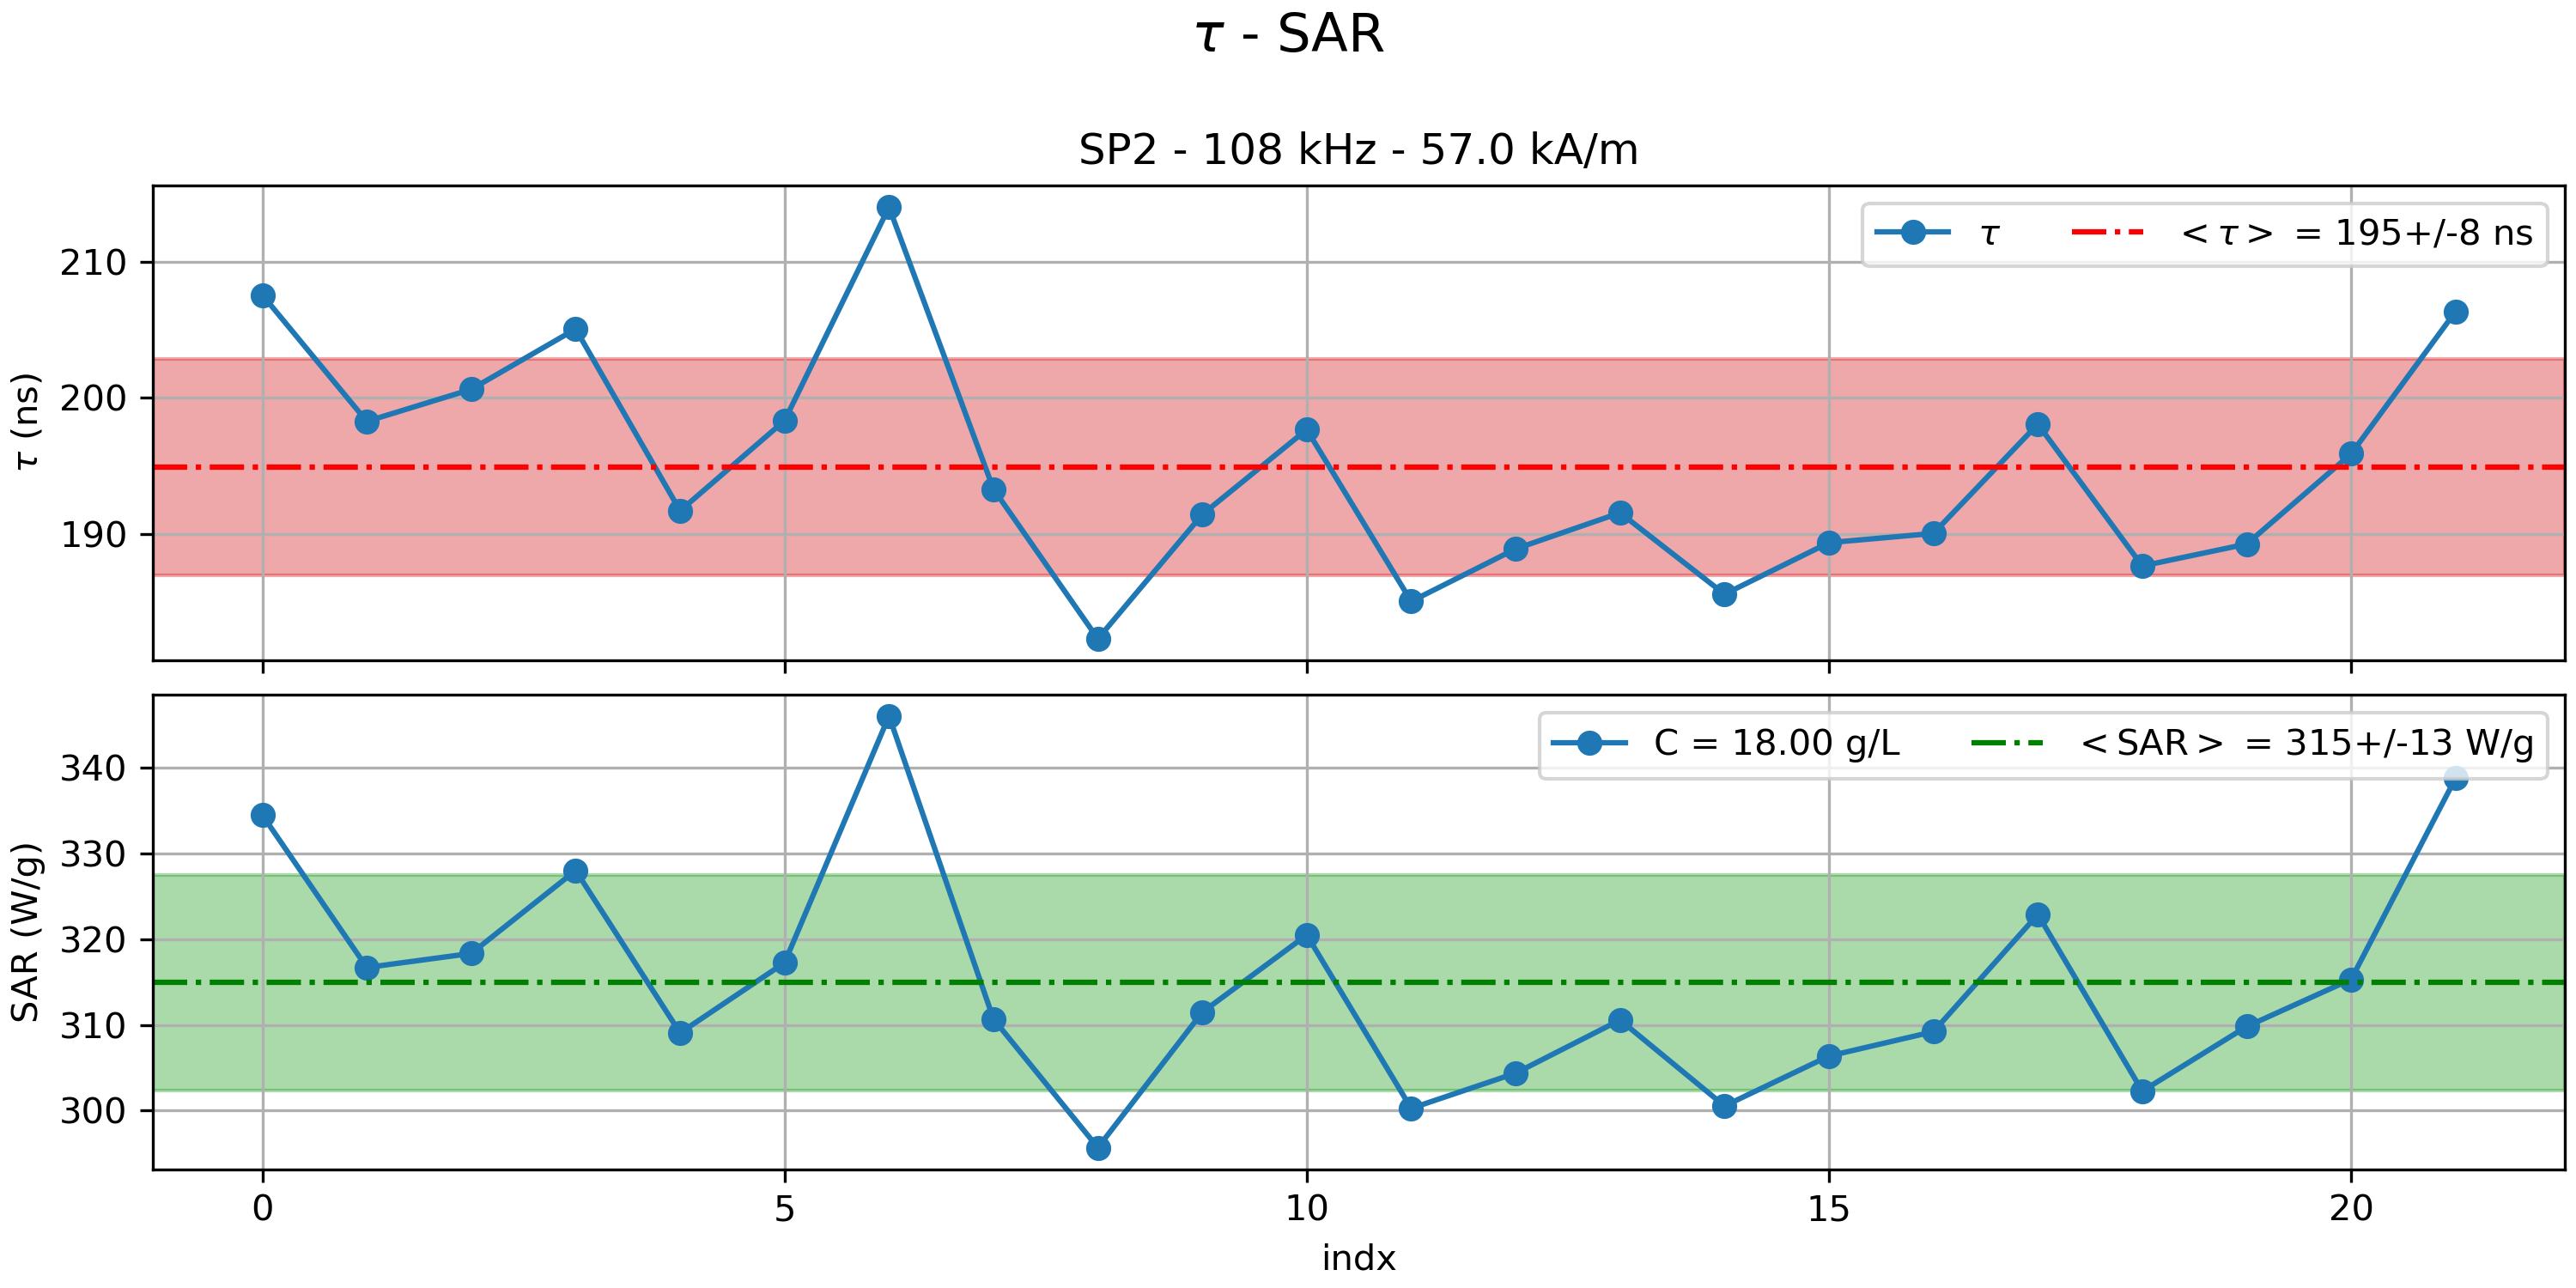 τ - SAR
SP2 - 108 kHz - 57.0 kA/m
τ (ns)
210
200
190
τ
<τ> = 195+/-8 ns
SAR (W/g)
340
330
320
310
300
C = 18.00 g/L
<SAR> = 315+/-13 W/g
0 5 10 15 20
indx